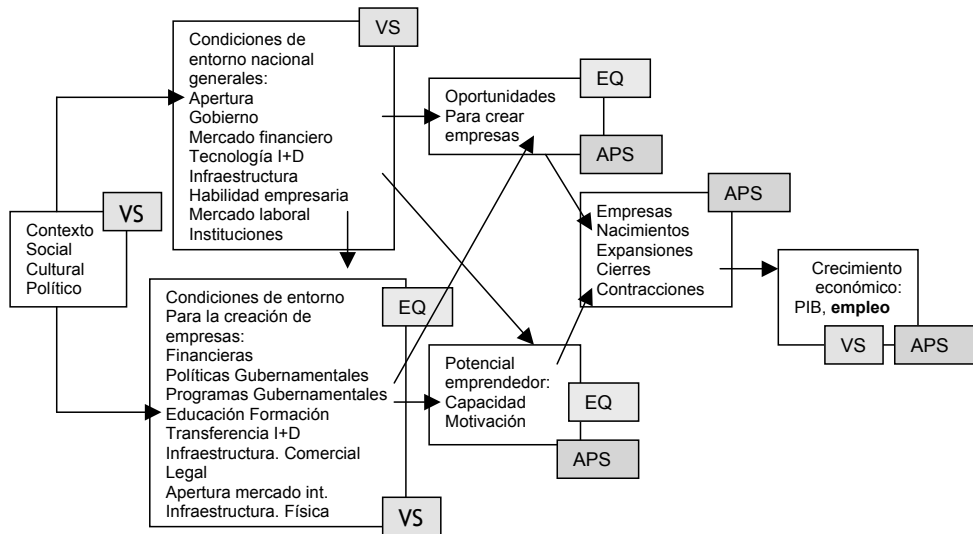 VS
Contexto
Social
Cultural
Político
VS
Condiciones de
entorno nacional
generales:
Apertura
Gobierno
Mercado financiero
Tecnología I+D
Infraestructura
Habilidad empresaria
Mercado laboral
Instituciones
EQ
Condiciones de entorno
Para la creación de
empresas:
Financieras
Políticas Gubernamentales
Programas Gubernamentales
Educación Formación
Transferencia I+D
Infraestructura. Comercial
Legal
Apertura mercado int.
Infraestructura. Física
VS
EQ
Oportunidades
Para crear
empresas
APS
Potencial
emprendedor:
Capacidad
Motivación
EQ
APS
APS
Empresas
Nacimientos
Expansiones
Cierres
Contracciones
Crecimiento
económico:
PIB, empleo
VS
APS